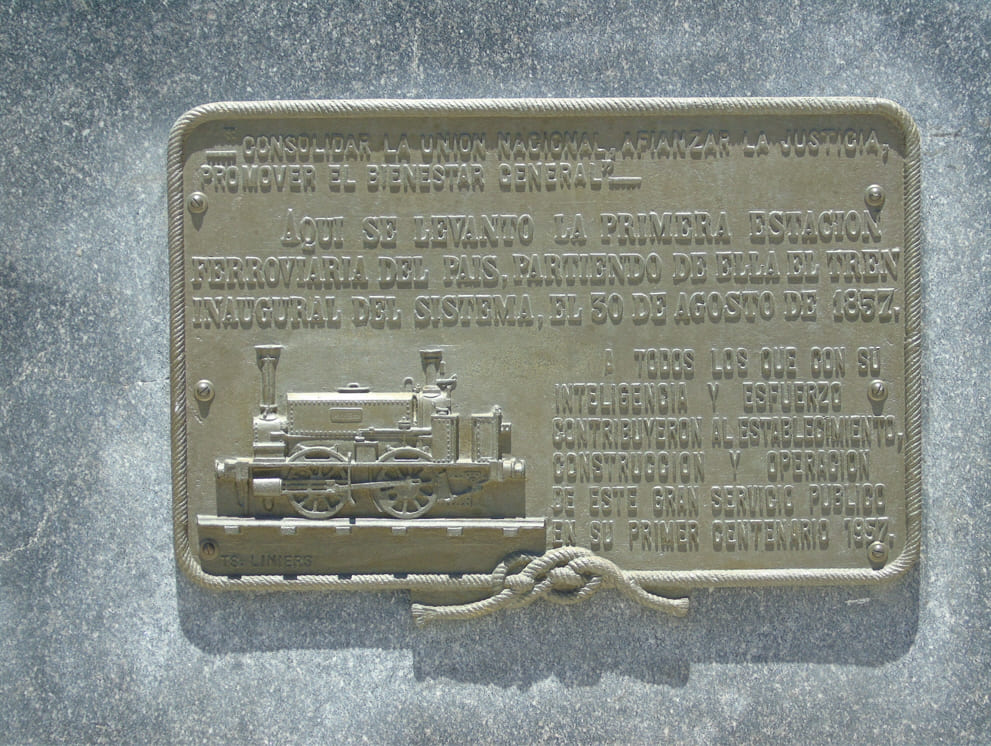 _" CONSOLIDAR LA UNION NACIONAL, AFIANZAR LA JUSTICIA,
PROMOVER EL BIENESTAR GENERAL"_
AQUI SE LEVANTO LA PRIMERA ESTACION
FERROVIARIA DEL PAIS, PARTIENDO DE ELLA EL TREN
INAUGURAL DEL SISTEMA, EL 30 DE AGOSTO DE 1857.
A TODOS LOS QUE CON SU
INTELIGENCIA Y ESFUERZO
CONTRIBUYERON AL ESTABLECIMIENTO,
CONSTRUCCION Y OPERACION
DE ESTE GRAN SERVICIO PUBLICO
EN SU PRIMER CENTENARIO 1957,
TS. LINIERS